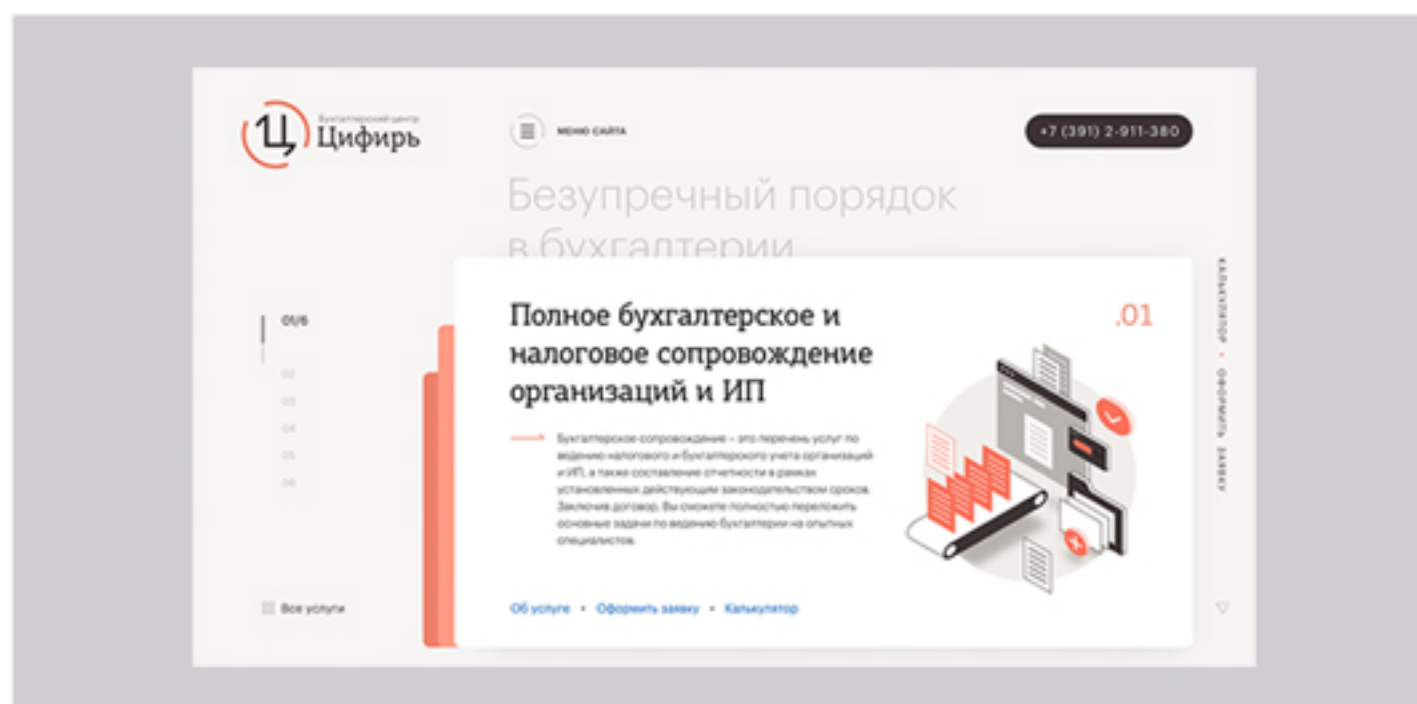 Бухгалтерский центр
Цифирь
МЕНЮ САЙТА
+7 (391) 2-911-380
Безупречный порядок
в бухгалтерии
01/6
02
03
04
05
06
Все услуги
Полное бухгалтерское и
налоговое сопровождение
организаций и ИП
.01
Бухгалтерское сопровождение – это перечень услуг по
ведению налогового и бухгалтерского учета организаций
и ИП, а также составление отчетности в рамках
установленных действующим законодательством сроков.
Заключив договор, Вы сможете полностью переложить
основные задачи по ведению бухгалтерии на опытных
специалистов.
Об услуге • Оформить заявку • Калькулятор
КАЛЬКУЛЯТОР • ОФОРМИТЬ ЗАЯВКУ